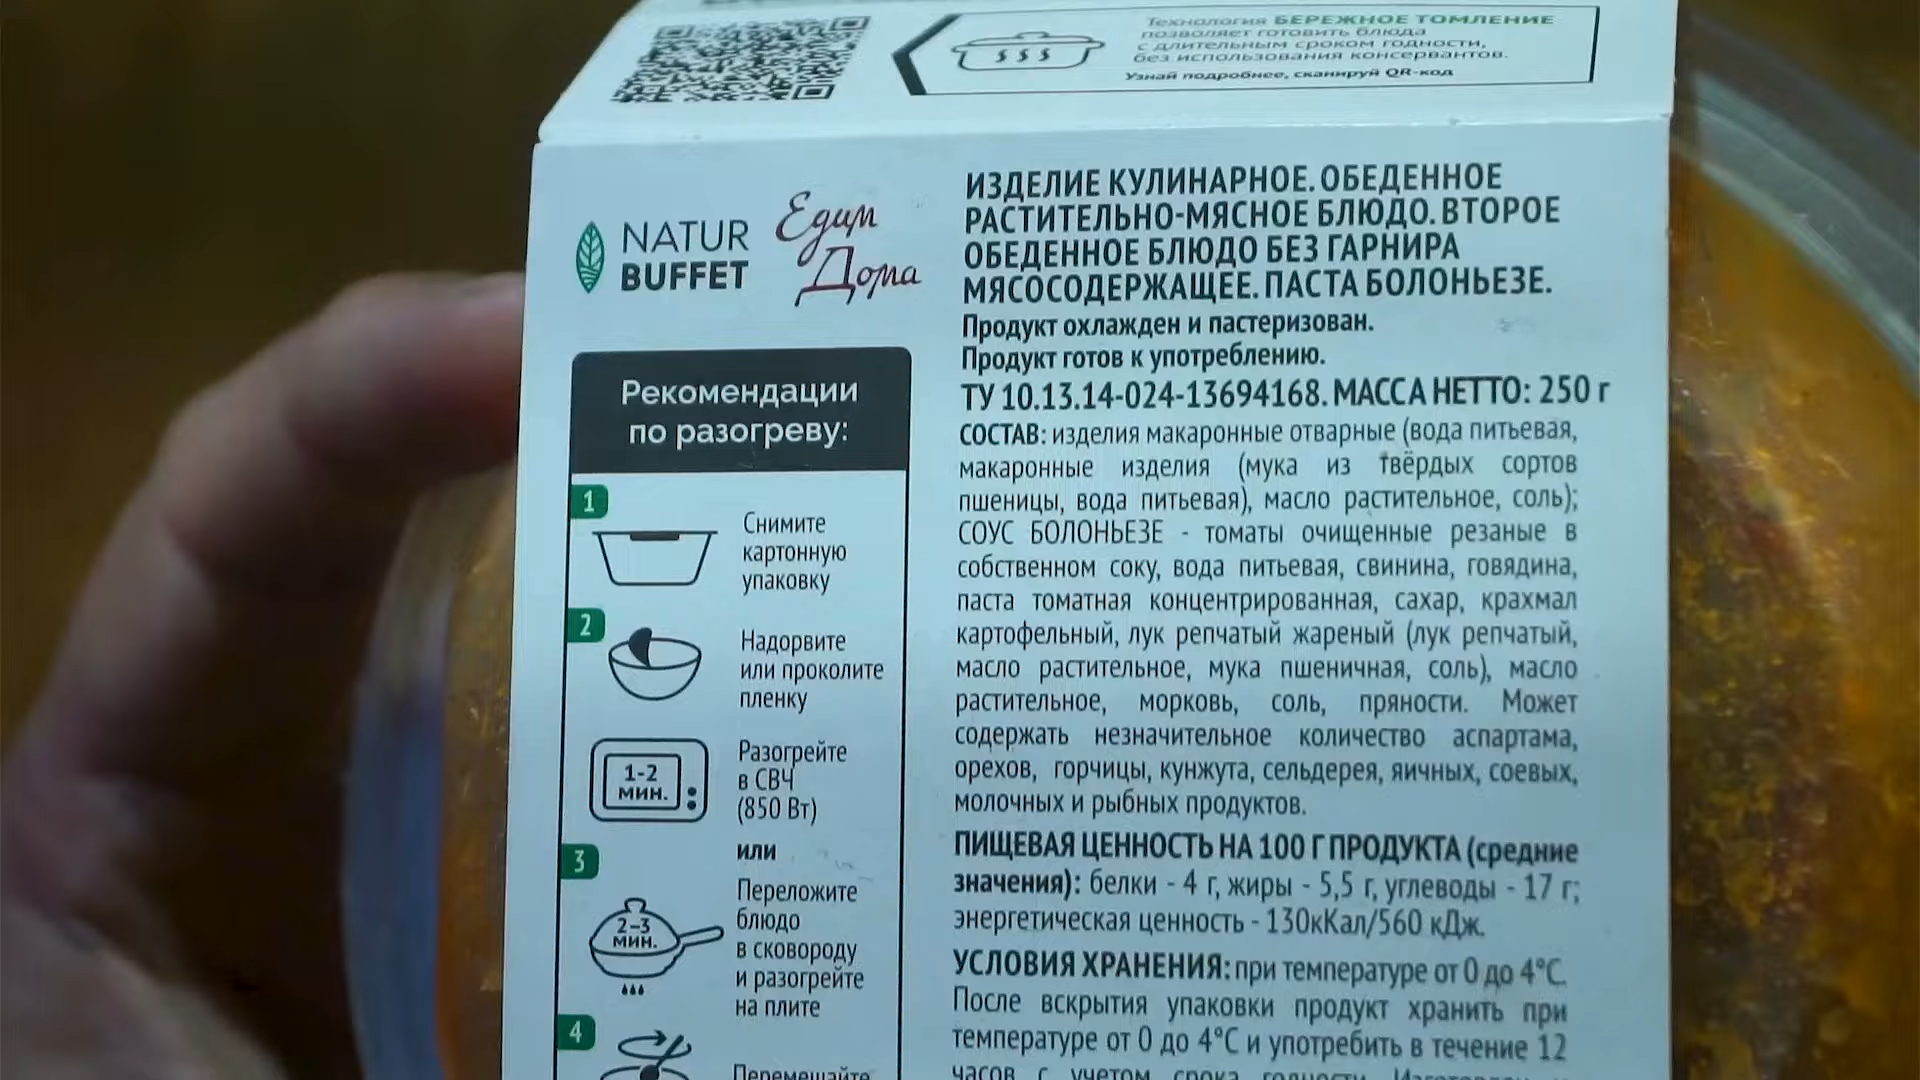 Технология БЕРЕЖНОЕ ТОМЛЕНИЕ
позволяет готовить блюда
с длительным сроком годности,
без использования консервантов.
Узнай подробнее, сканируй QR-код
NATUR
BUFFET
Едим
Дома
Рекомендации
по разогреву:
1
Снимите
картонную
упаковку
2
Надорвите
или проколите
пленку
1-2
МИН.
Разогрейте
в СВЧ
(850 Вт)
или
3
2-3
МИН.
Переложите
блюдо
в сковороду
и разогрейте
на плите
4
Перемешайте
ИЗДЕЛИЕ КУЛИНАРНОЕ. ОБЕДЕННОЕ
РАСТИТЕЛЬНО-МЯСНОЕ БЛЮДО. ВТОРОЕ
ОБЕДЕННОЕ БЛЮДО БЕЗ ГАРНИРА
МЯСОСОДЕРЖАЩЕЕ. ПАСТА БОЛОНЬЕЗЕ.
Продукт охлажден и пастеризован.
Продукт готов к употреблению.
ТУ 10.13.14-024-13694168. МАССА НЕТТО: 250 г
СОСТАВ: изделия макаронные отварные (вода питьевая,
макаронные изделия (мука из твёрдых сортов
пшеницы, вода питьевая), масло растительное, соль);
СОУС БОЛОНЬЕЗЕ - томаты очищенные резаные в
собственном соку, вода питьевая, свинина, говядина,
паста томатная концентрированная, сахар, крахмал
картофельный, лук репчатый жареный (лук репчатый,
масло растительное, мука пшеничная, соль), масло
растительное, морковь, соль, пряности. Может
содержать незначительное количество аспартама,
орехов, горчицы, кунжута, сельдерея, яичных, соевых,
молочных и рыбных продуктов.
ПИЩЕВАЯ ЦЕННОСТЬ НА 100 Г ПРОДУКТА (средние
значения): белки - 4 г, жиры - 5,5 г, углеводы - 17 г;
энергетическая ценность - 130кКал/560 кДж.
УСЛОВИЯ ХРАНЕНИЯ: при температуре от 0 до 4°С.
После вскрытия упаковки продукт хранить при
температуре от 0 до 4°С и употребить в течение 12
часов с учетом срока годности.